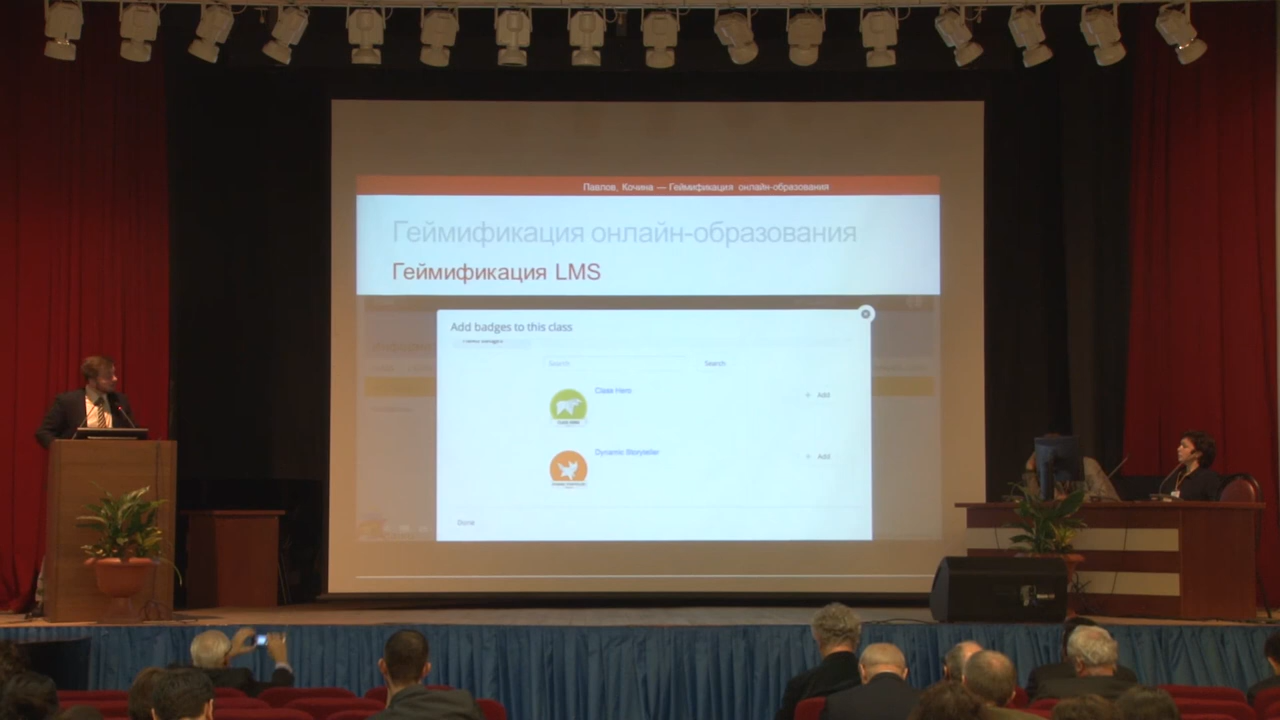 Павлов, Кочина — Геймификация онлайн-образования
Геймификация онлайн-образования
Геймификация LMS
Add badges to this class
Search
Search
Class Hero
Add
Dynamic Storyteller
Add
Done